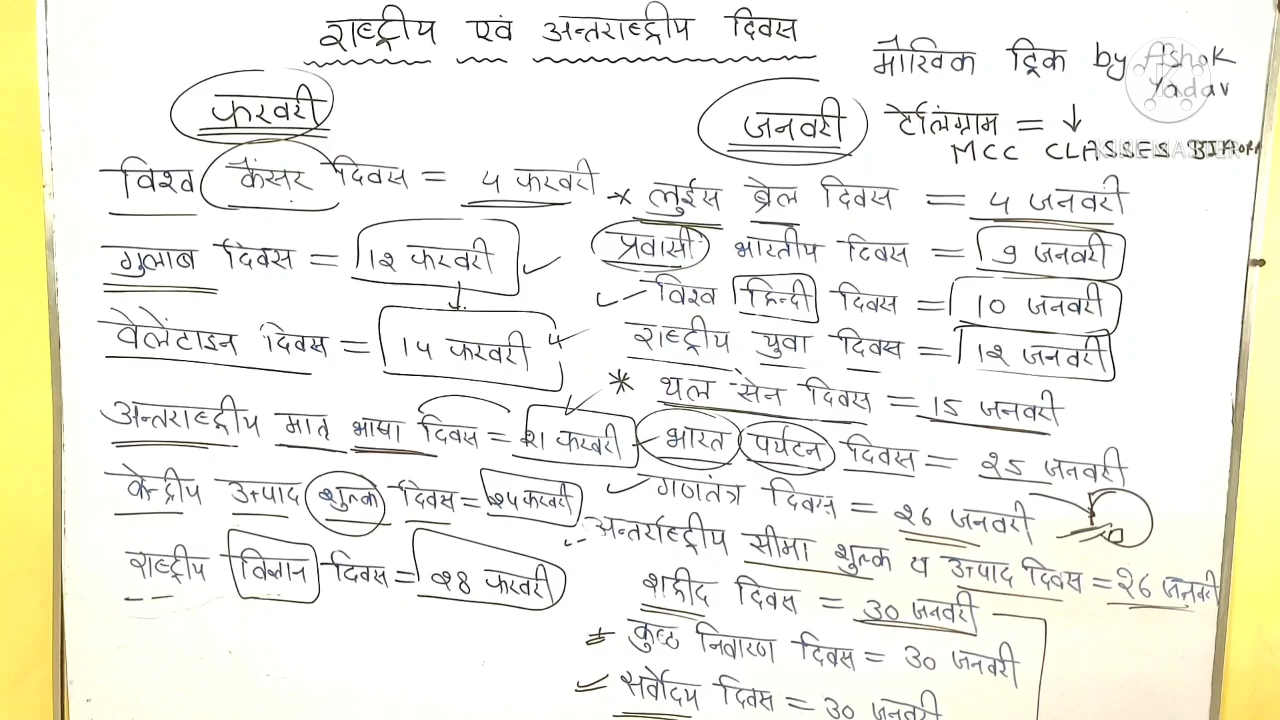 राष्ट्रीय एवं अन्तराष्ट्रीय दिवस
मौखिक ट्रिक by Ashok Yadav
टेलिग्राम = ↓
MCC CLASSES BIAORA
जनवरी
* लुईस ब्रेल दिवस = 4 जनवरी
प्रवासी भारतीय दिवस = 9 जनवरी
विश्व हिन्दी दिवस = 10 जनवरी
राष्ट्रीय युवा दिवस = 12 जनवरी
* थल सेन दिवस = 15 जनवरी
भारत पर्यटन दिवस = 25 जनवरी
गणतंत्र दिवस = 26 जनवरी
अन्तर्राष्ट्रीय सीमा शुल्क व उत्पाद दिवस = 26 जनवरी
शहीद दिवस = 30 जनवरी
कुष्ठ निवारण दिवस = 30 जनवरी
सर्वोदय दिवस = 30 जनवरी
फरवरी
विश्व कैंसर दिवस = 4 फरवरी
गुलाब दिवस = 12 फरवरी
वेलेंटाइन दिवस = 14 फरवरी
अन्तराष्ट्रीय मातृ भाषा दिवस = 21 फरवरी
केन्द्रीय उत्पाद शुल्क दिवस = 24 फरवरी
राष्ट्रीय विज्ञान दिवस = 28 फरवरी